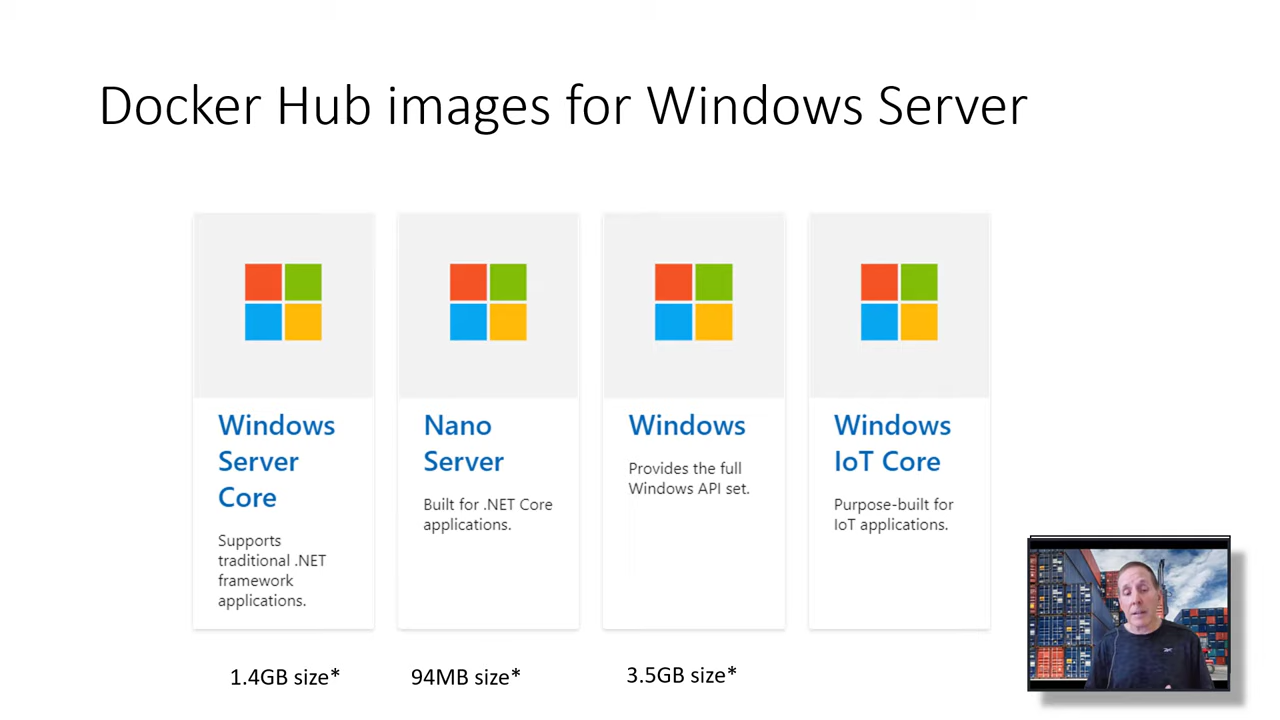 Docker Hub images for Windows Server
Windows
Server
Core
Supports
traditional .NET
framework
applications.
1.4GB size*
Nano
Server
Built for .NET Core
applications.
94MB size*
Windows
Provides the full
Windows API set.
3.5GB size*
Windows
IoT Core
Purpose-built for
IoT applications.